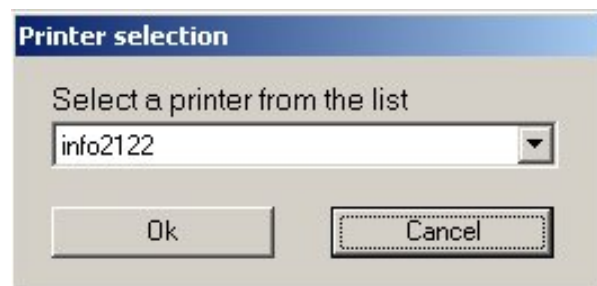 Printer selection
Select a printer from the list
info2122
Ok Cancel